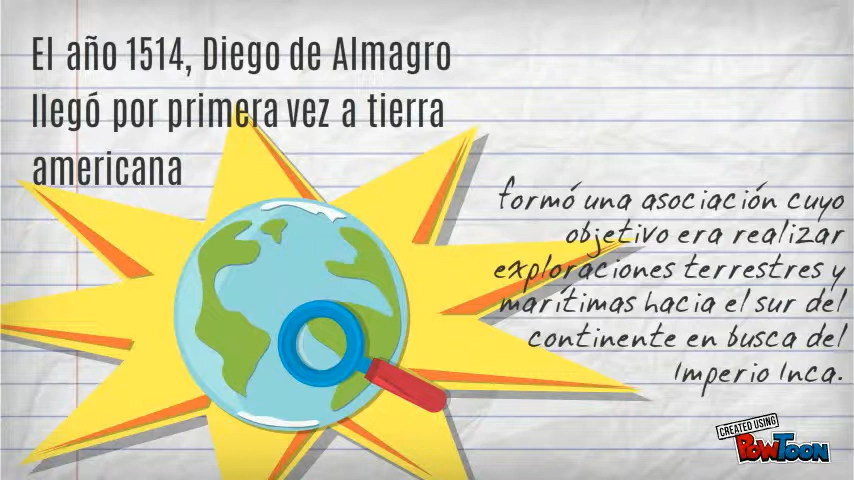 El año 1514, Diego de Almagro
llegó por primera vez a tierra
americana
formó una asociación cuyo
objetivo era realizar
exploraciones terrestres y
marítimas hacia el sur del
continente en busca del
Imperio Inca.
CREATED USING
POWTOON